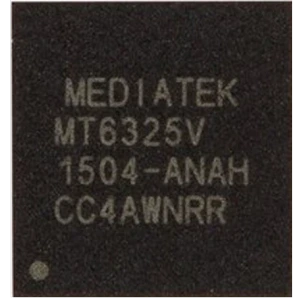 MEDIATEK
MT6325V
1504-ANAH
CC4AWNRR